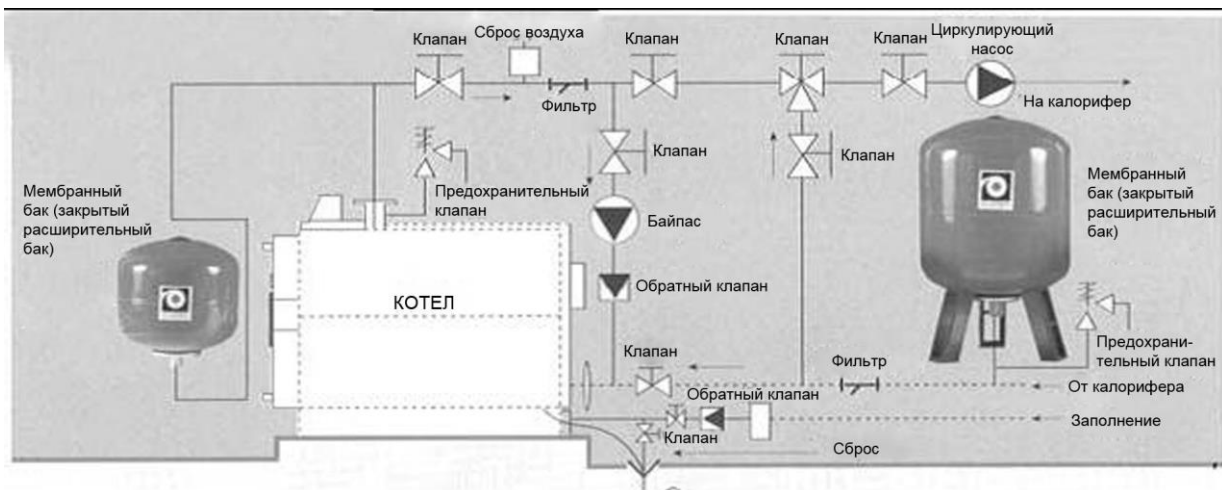 Сброс воздуха
Клапан
Клапан
Клапан
Клапан
Циркулирующий
насос
Фильтр
На калорифер
Клапан
Клапан
Предохранительный
клапан
Мембранный
бак (закрытый
расширительный
бак)
Мембранный
бак (закрытый
расширительный
бак)
Байпас
Обратный клапан
КОТЕЛ
Клапан
Фильтр
Предохрани-
тельный клапан
От калорифера
Обратный клапан
Заполнение
Клапан
Сброс